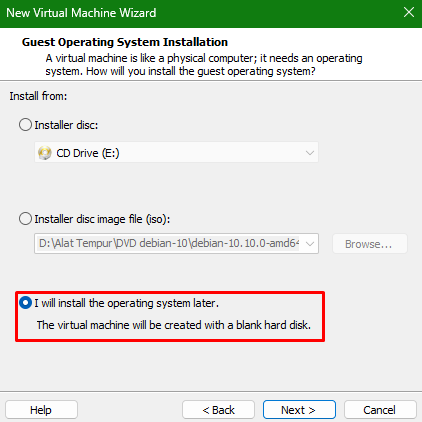 New Virtual Machine Wizard
Guest Operating System Installation
A virtual machine is like a physical computer; it needs an operating
system. How will you install the guest operating system?
Install from:
Installer disc:
CD Drive (E:)
Installer disc image file (iso):
D:\Alat Tempur\DVD debian-10\debian-10.10.0-amd64
Browse...
I will install the operating system later.
The virtual machine will be created with a blank hard disk.
Help
< Back
Next >
Cancel